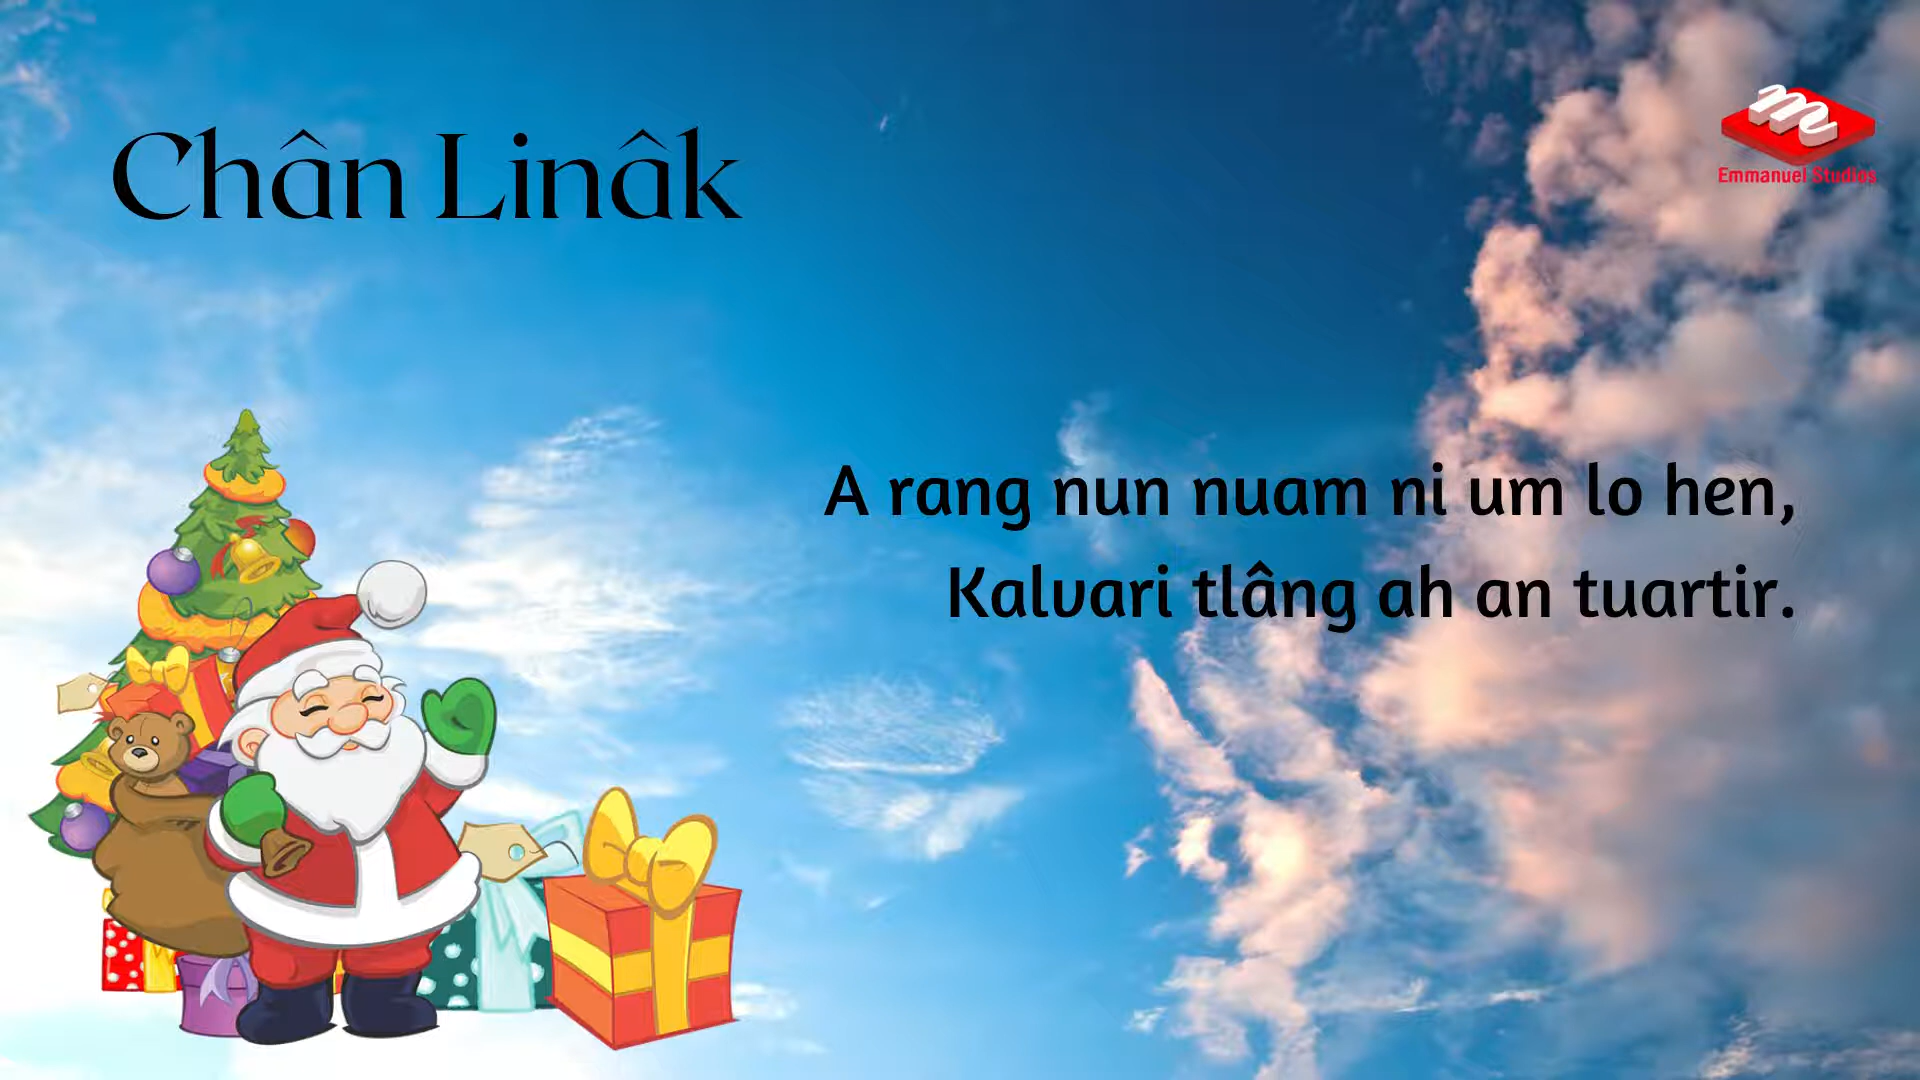 Chân Linâk
Emmanuel Studios
A rang nun nuam ni um lo hen,
Kalvari tlâng ah an tuartir.